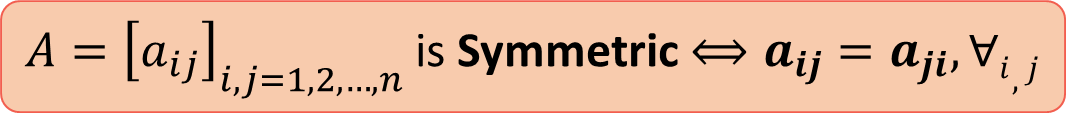 A = [a_{ij}]_{i,j=1,2,…,n} is Symmetric ⟺ a_{ij} = a_{ji}, ∀_{i,j}